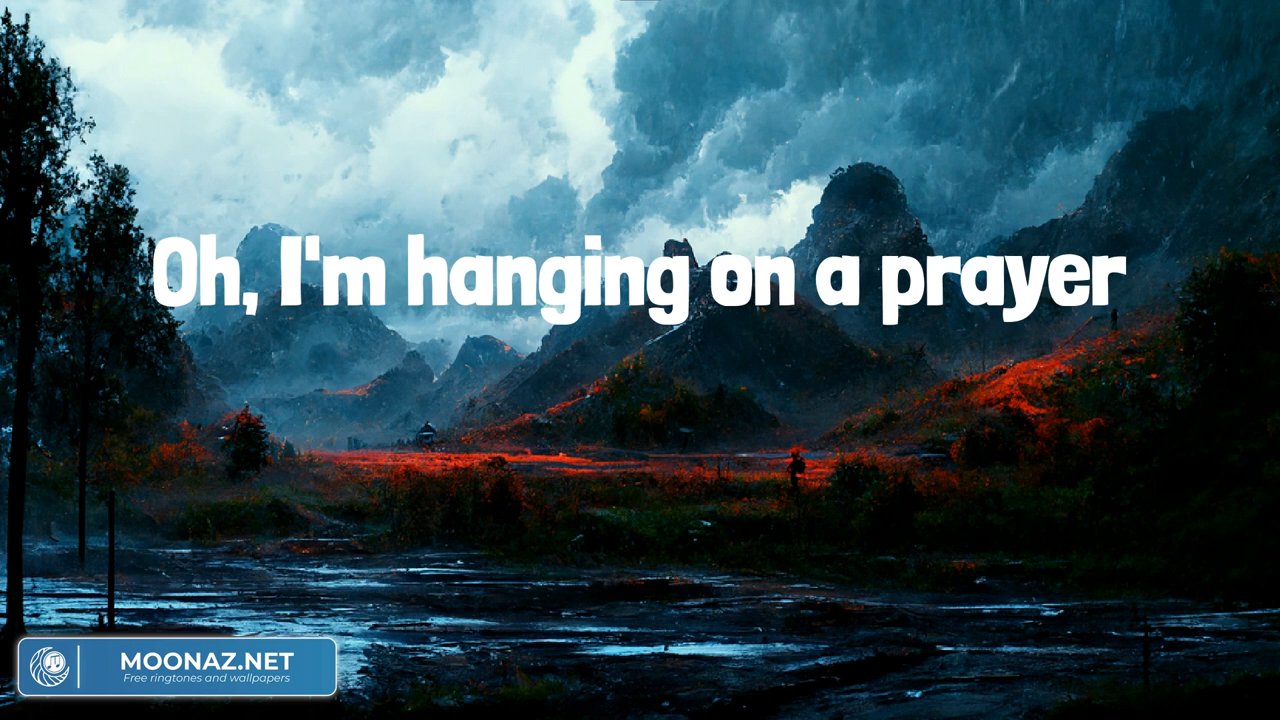 Oh, I'm hanging on a prayer
MOONAZ.NET
Free ringtones and wallpapers